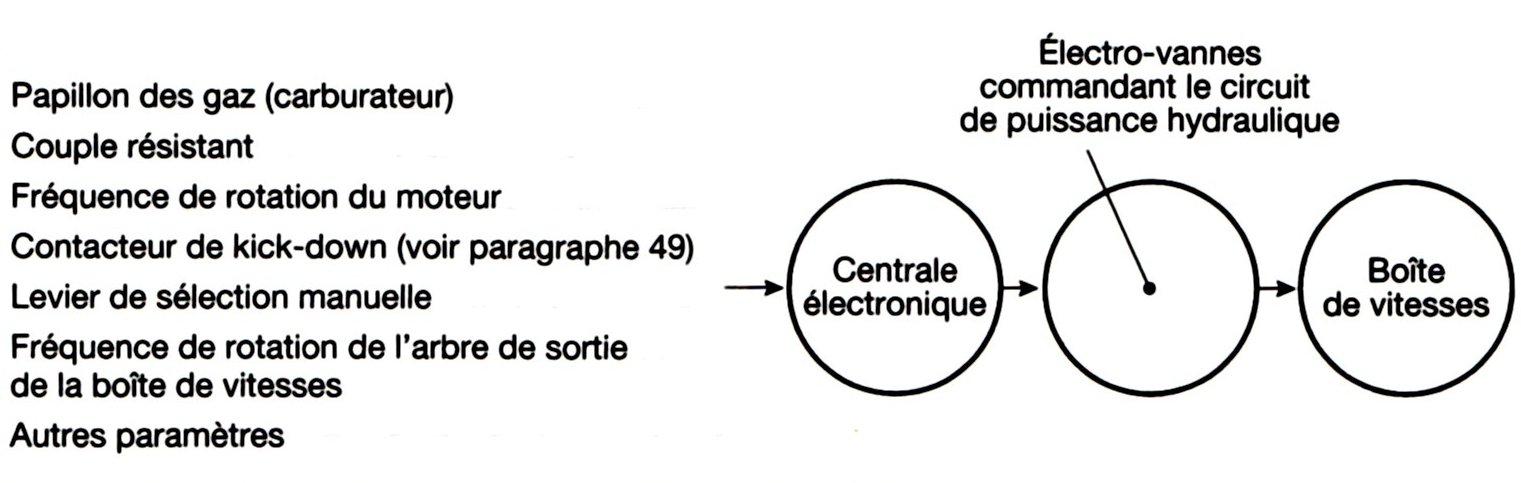 Papillon des gaz (carburateur)
Couple résistant
Fréquence de rotation du moteur
Contacteur de kick-down (voir paragraphe 49)
Levier de sélection manuelle
Fréquence de rotation de l'arbre de sortie
de la boîte de vitesses
Autres paramètres
Électro-vannes
commandant le circuit
de puissance hydraulique
Centrale
électronique
Boîte
de vitesses